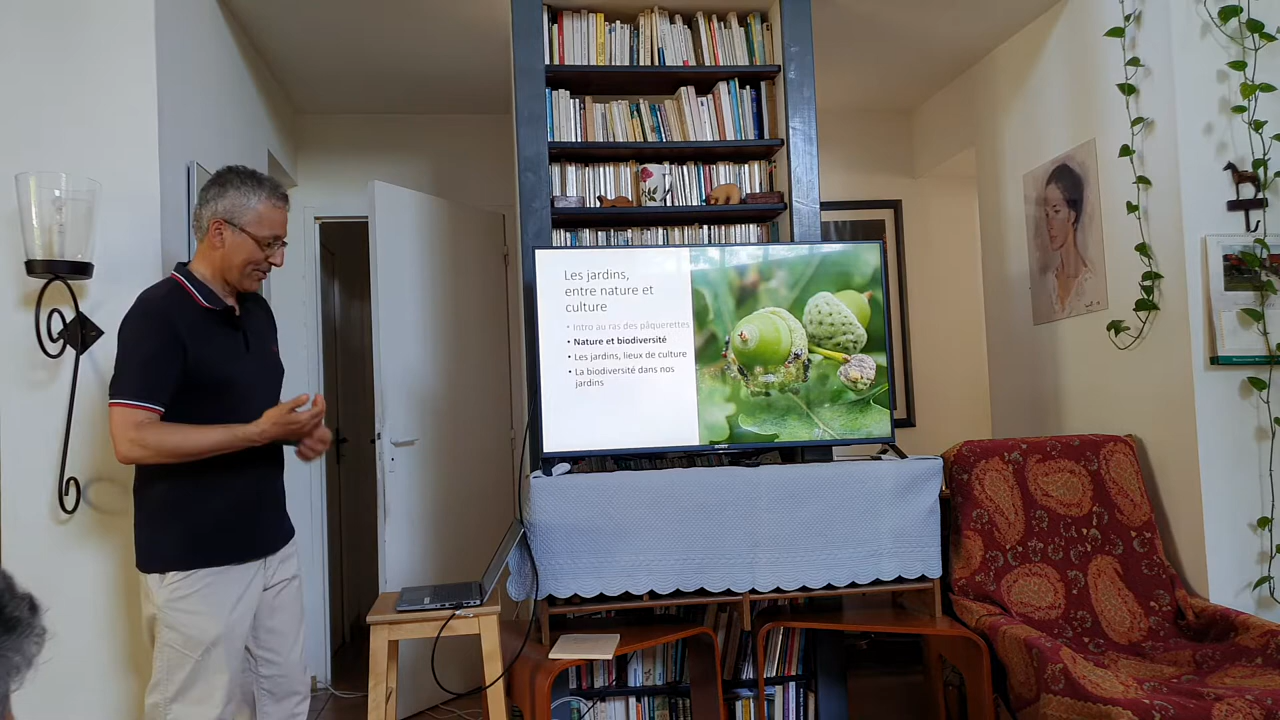 Les jardins,
entre nature et
culture
• Intro au ras des pâquerettes
• Nature et biodiversité
• Les jardins, lieux de culture
• La biodiversité dans nos
jardins
SONY